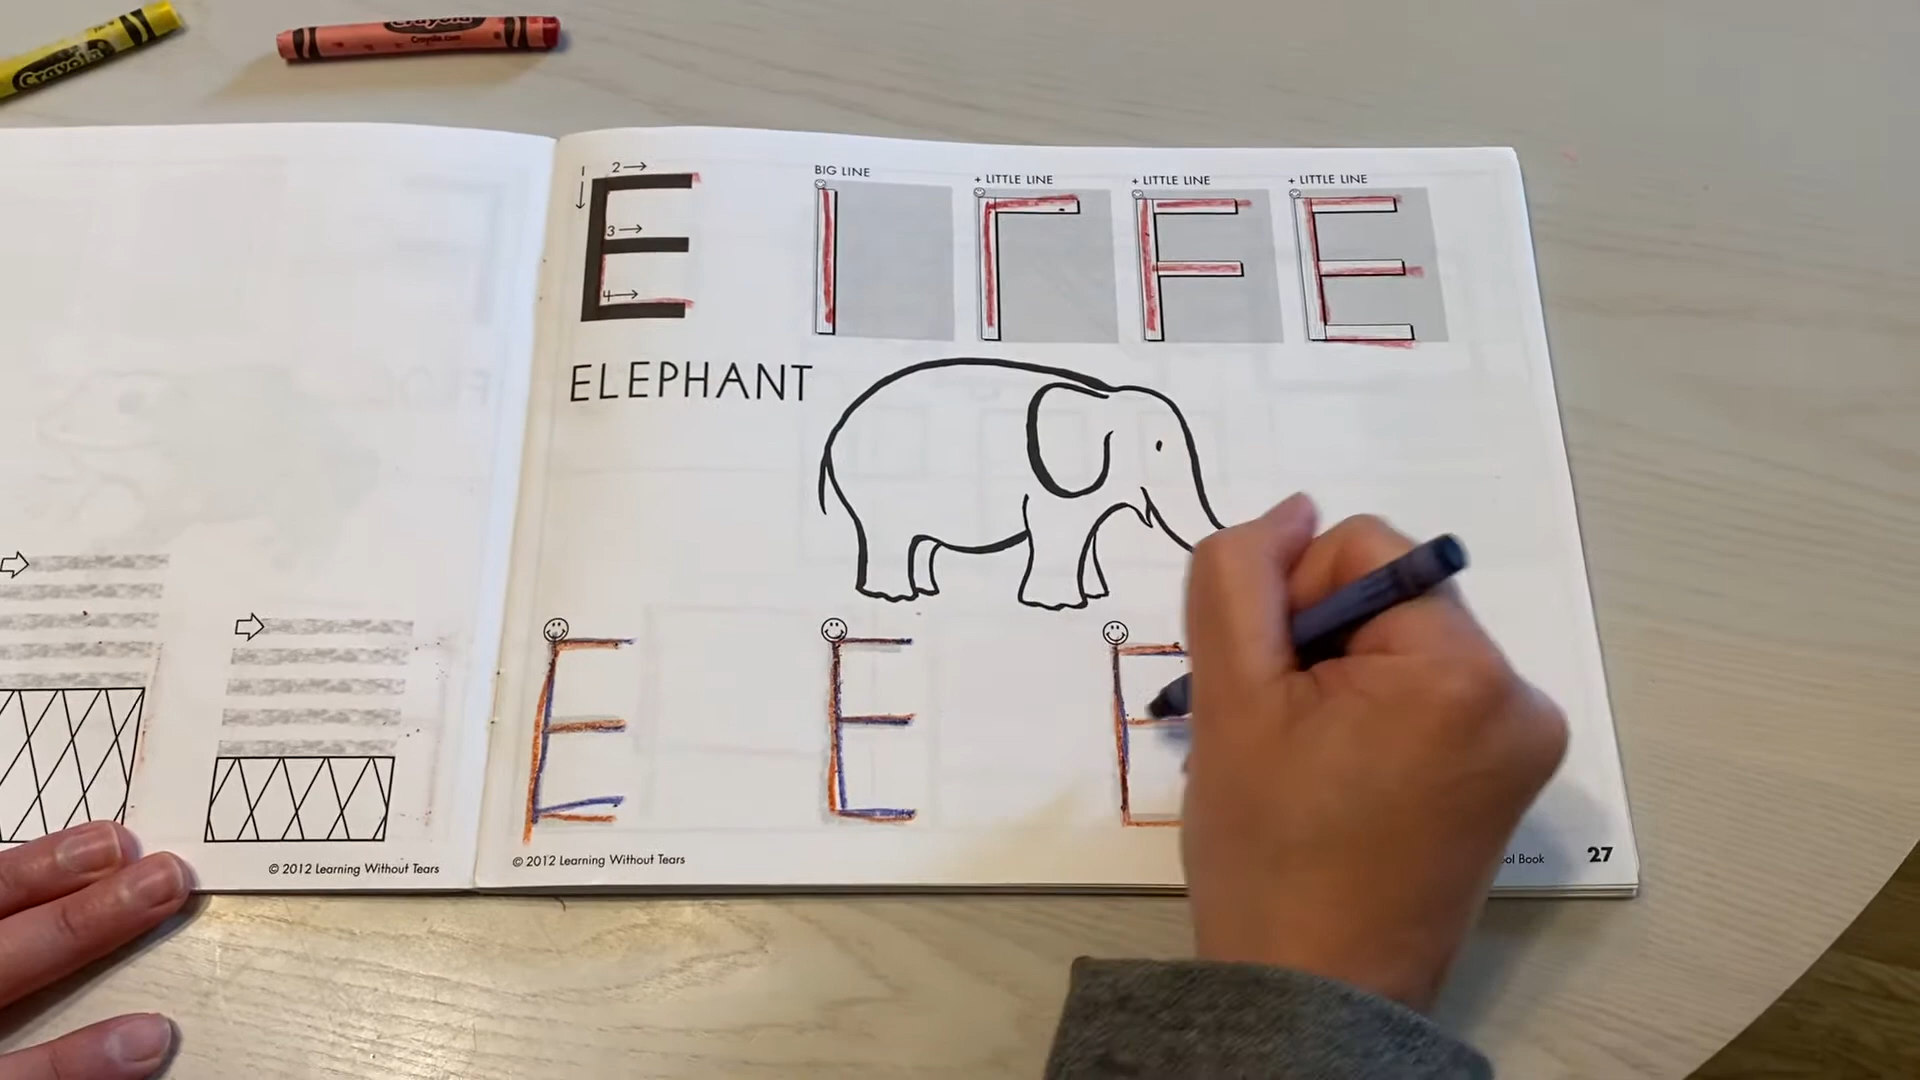 Crayola
Crayola
Crayola.com
1
2
3
4
E
BIG LINE
+ LITTLE LINE
+ LITTLE LINE
+ LITTLE LINE
I Γ F E
ELEPHANT
E E E
© 2012 Learning Without Tears
© 2012 Learning Without Tears
Book
27